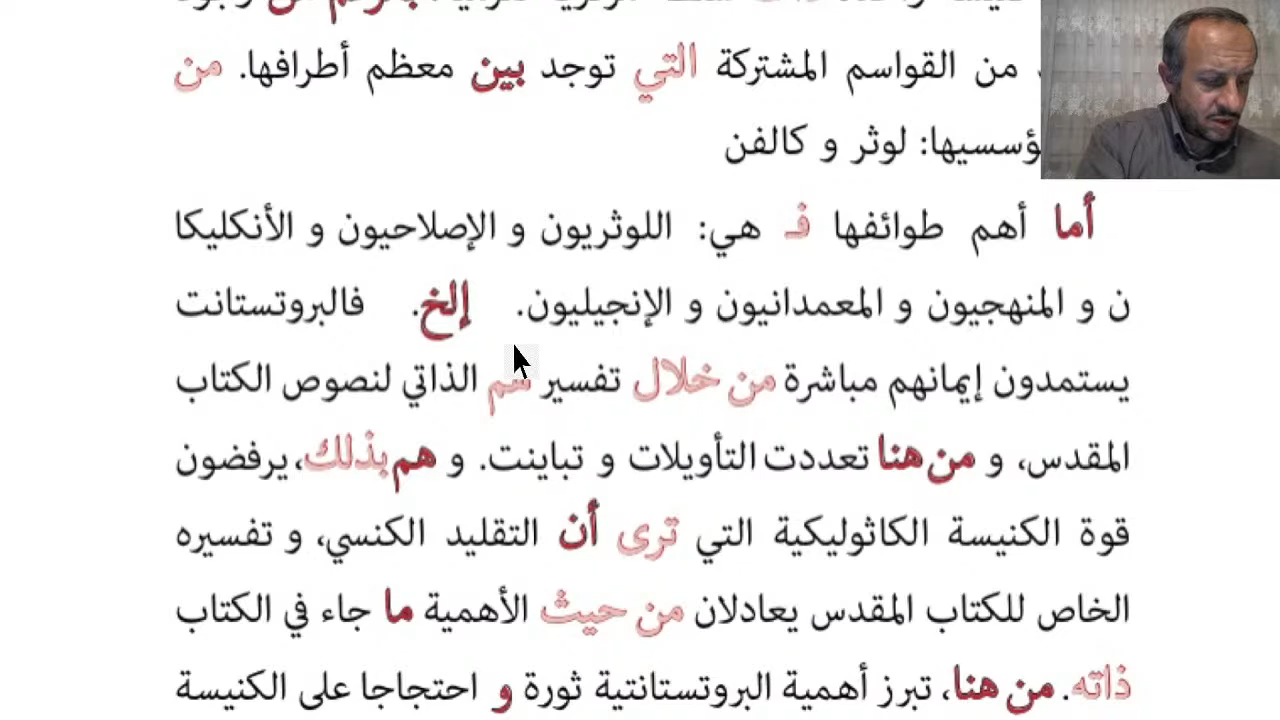 من القواسم المشتركة التي توجد بين معظم أطرافها. من
ؤسسيها: لوثر و كالفن
أما أهم طوائفها فـ هي: اللوثريون و الإصلاحيون و الأنكليكا
ن و المنهجيون و المعمدانيون و الإنجيليون. إلخ. فالبروتستانت
يستمدون إيمانهم مباشرة من خلال تفسير هم الذاتي لنصوص الكتاب
المقدس، و من هنا تعددت التأويلات و تباينت. و هم بذلك، يرفضون
قوة الكنيسة الكاثوليكية التي ترى أن التقليد الكنسي، و تفسيره
الخاص للكتاب المقدس يعادلان من حيث الأهمية ما جاء في الكتاب
ذاته. من هنا، تبرز أهمية البروتستانتية ثورة و احتجاجا على الكنيسة